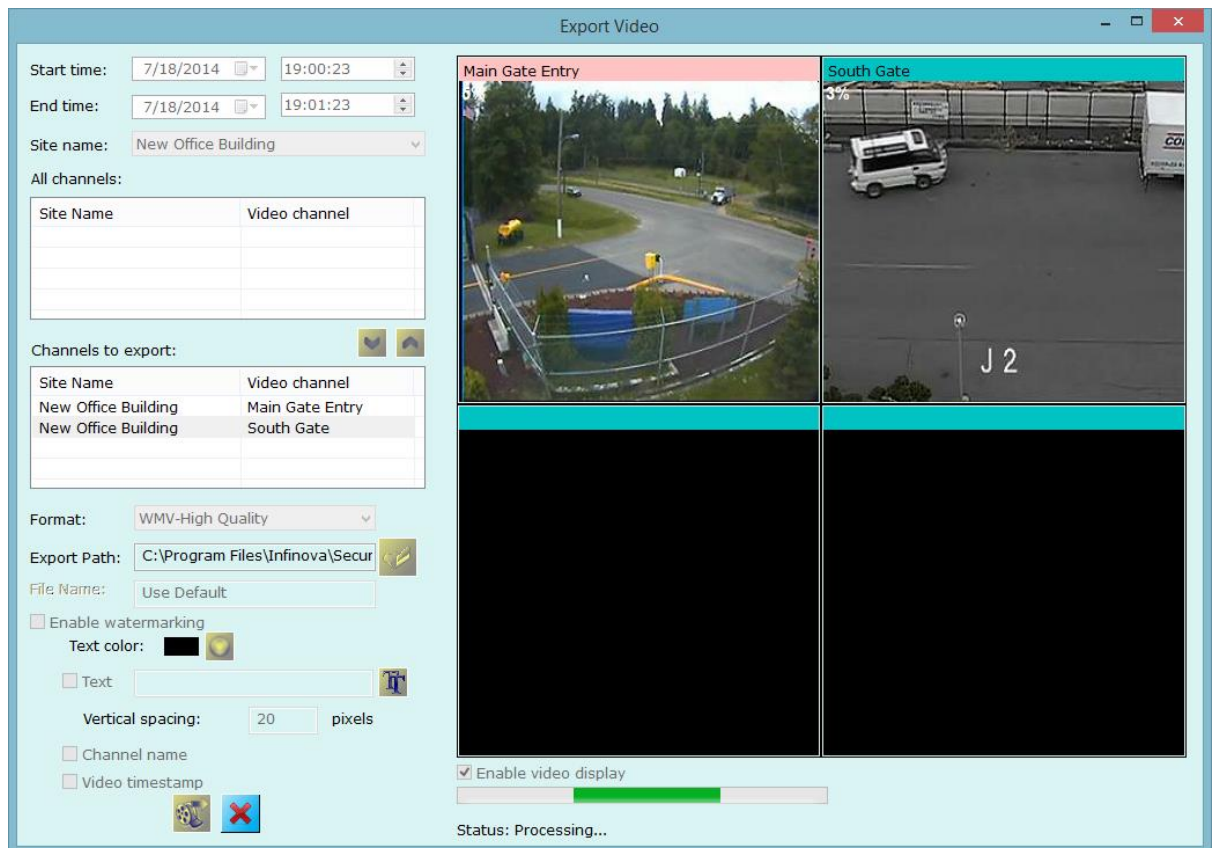 Export Video
Start time: 7/18/2014 19:00:23
End time: 7/18/2014 19:01:23
Site name: New Office Building
All channels:
Site Name Video channel
Channels to export:
Site Name Video channel
New Office Building Main Gate Entry
New Office Building South Gate
Format: WMV-High Quality
Export Path: C:\Program Files\Infinova\Secur
File Name: Use Default
Enable watermarking
Text color:
Text
Vertical spacing: 20 pixels
Channel name
Video timestamp
Main Gate Entry
South Gate
3%
J 2
Enable video display
Status: Processing...